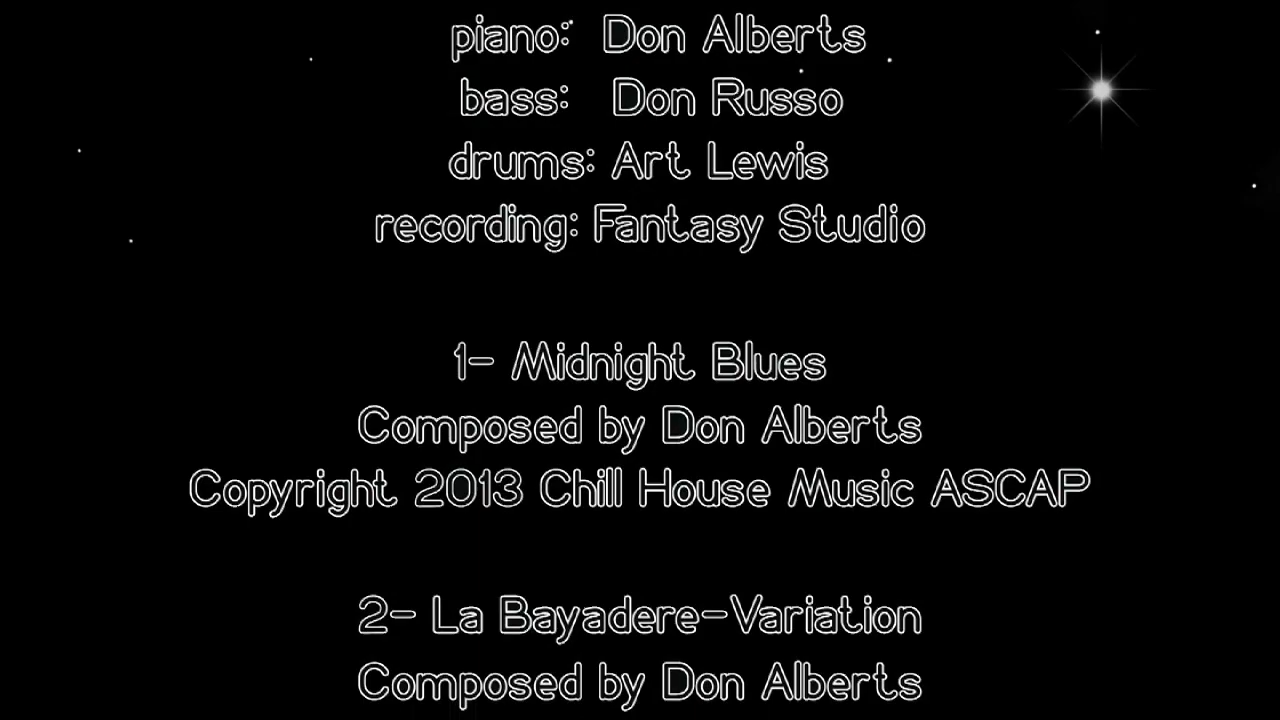 piano: Don Alberts
bass: Don Russo
drums: Art Lewis
recording: Fantasy Studio
1- Midnight Blues
Composed by Don Alberts
Copyright 2013 Chill House Music ASCAP
2- La Bayadere-Variation
Composed by Don Alberts